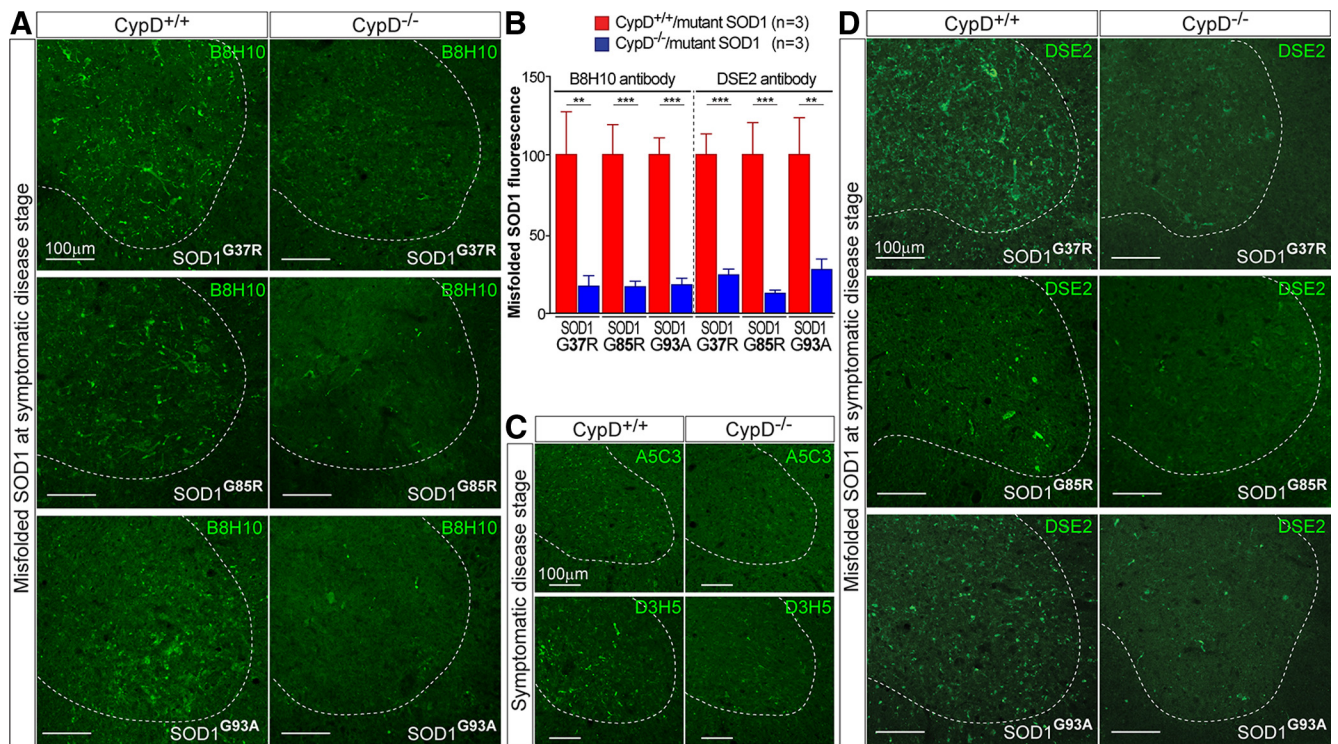 A
CypD+/+
CypD-/-
Misfolded SOD1 at symptomatic disease stage
B8H10
B8H10
100μm
SOD1G37R
SOD1G37R
B8H10
B8H10
SOD1G85R
SOD1G85R
B8H10
B8H10
SOD1G93A
SOD1G93A
B
CypD+/+/mutant SOD1 (n=3)
CypD-/-/mutant SOD1 (n=3)
B8H10 antibody
DSE2 antibody
Misfolded SOD1 fluorescence
150
100
50
0
** *** *** *** *** **
SOD1 SOD1 SOD1 SOD1 SOD1 SOD1
G37R G85R G93A G37R G85R G93A
C
CypD+/+
CypD-/-
Symptomatic disease stage
A5C3
A5C3
100μm
D3H5
D3H5
D
CypD+/+
CypD-/-
Misfolded SOD1 at symptomatic disease stage
DSE2
DSE2
100μm
SOD1G37R
SOD1G37R
DSE2
DSE2
SOD1G85R
SOD1G85R
DSE2
DSE2
SOD1G93A
SOD1G93A